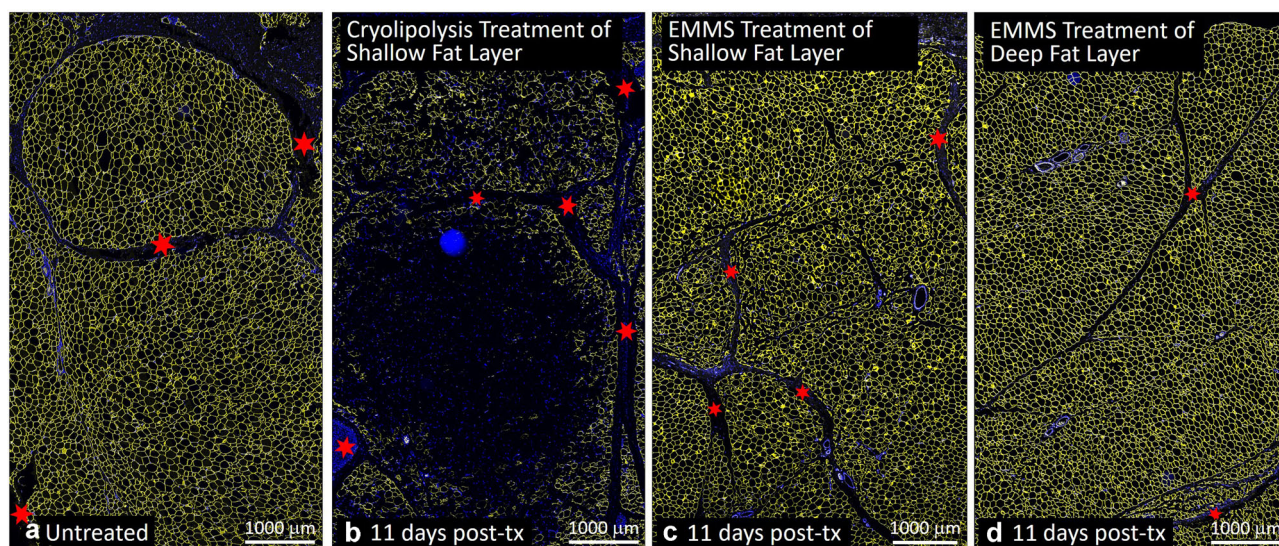 Cryolipolysis Treatment of
Shallow Fat Layer
EMMS Treatment of
Shallow Fat Layer
EMMS Treatment of
Deep Fat Layer
a Untreated
1000 µm
b 11 days post-tx
1000 µm
c 11 days post-tx
1000 µm
d 11 days post-tx
1000 µm